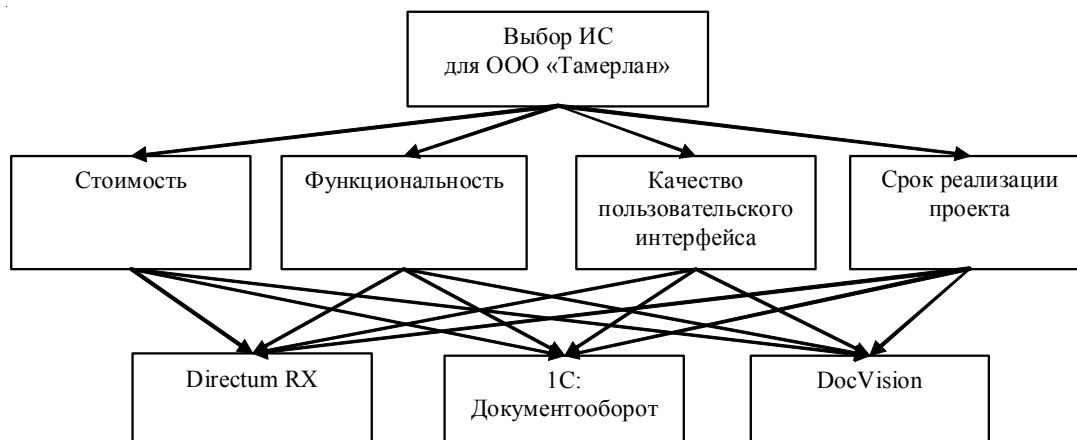 Выбор ИС
для ООО «Тамерлан»
Стоимость
Функциональность
Качество
пользовательского
интерфейса
Срок реализации
проекта
Directum RX
1С:
Документооборот
DocVision